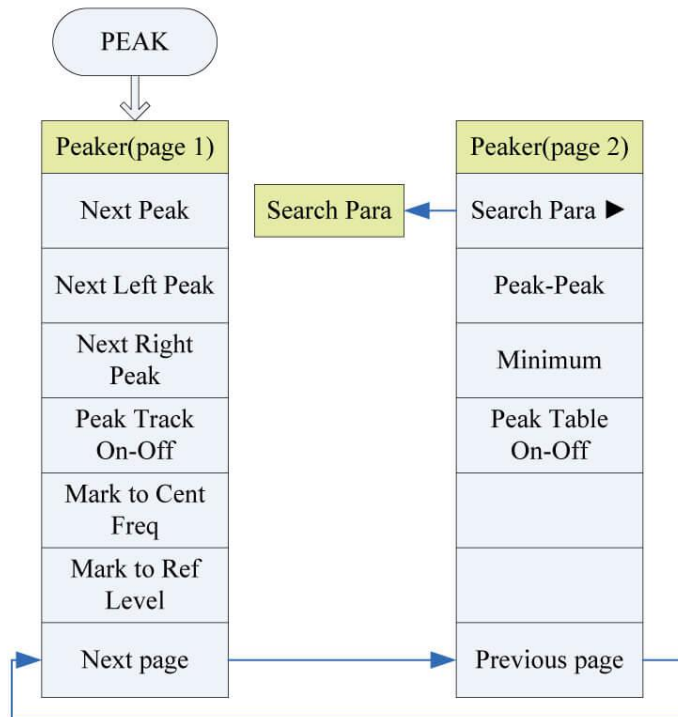 PEAK
Peaker(page 1)
Next Peak
Next Left Peak
Next Right
Peak
Peak Track
On-Off
Mark to Cent
Freq
Mark to Ref
Level
Next page
Search Para
Peaker(page 2)
Search Para ►
Peak-Peak
Minimum
Peak Table
On-Off
Previous page